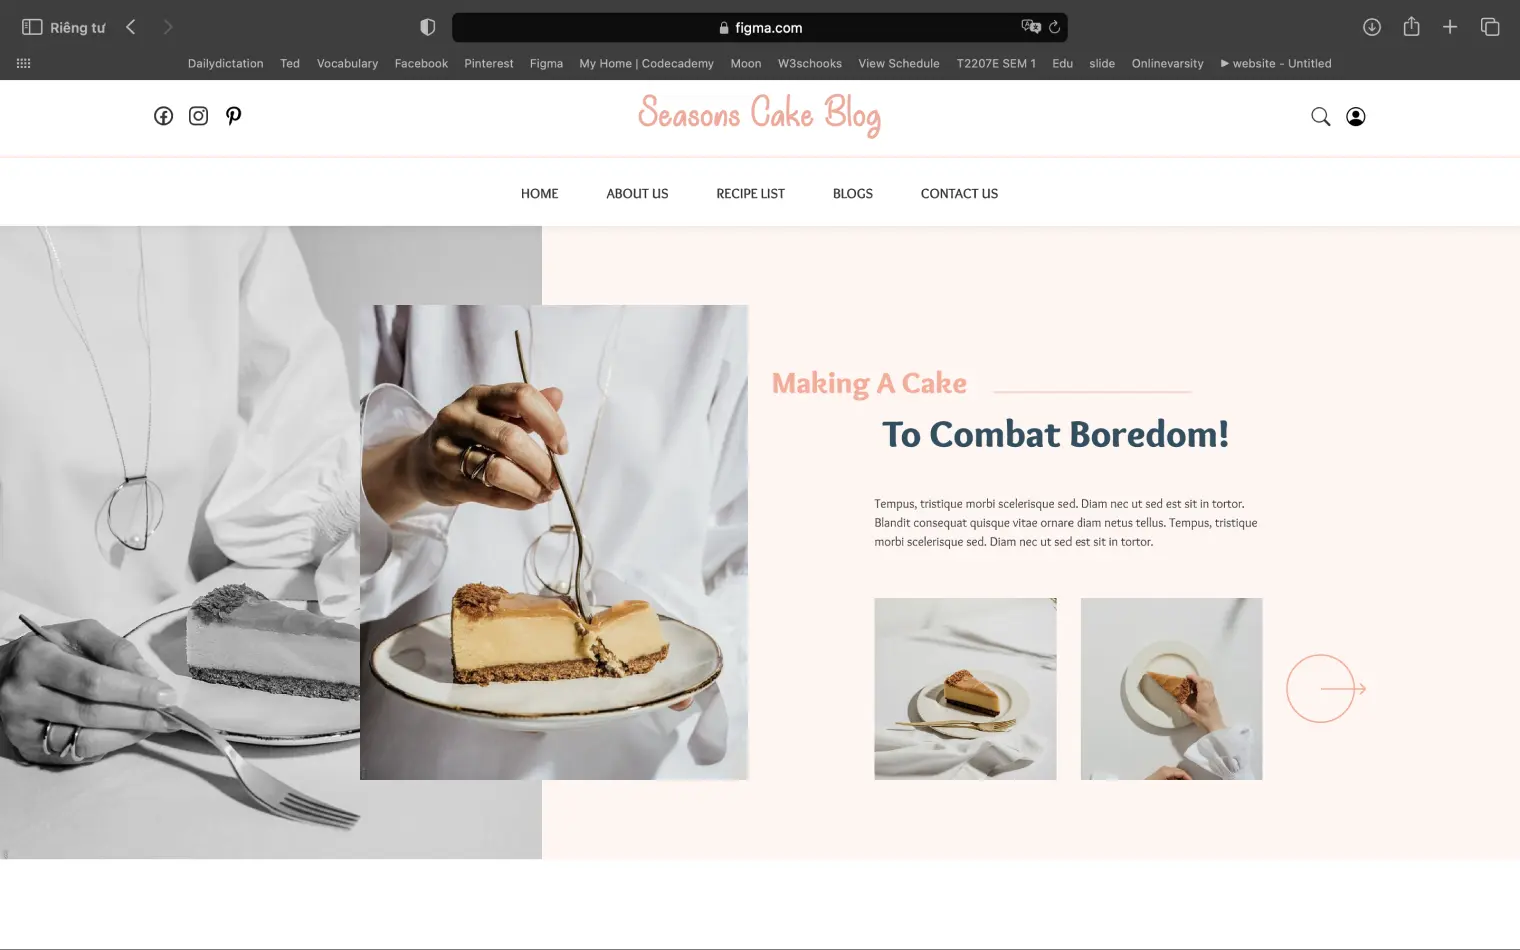 Riêng tư
figma.com
Dailydictation Ted Vocabulary Facebook Pinterest Figma My Home | Codecademy Moon W3schooks View Schedule T2207E SEM 1 Edu slide Onlinevarsity ▶ website - Untitled
Seasons Cake Blog
HOME ABOUT US RECIPE LIST BLOGS CONTACT US
Making A Cake
To Combat Boredom!
Tempus, tristique morbi scelerisque sed. Diam nec ut sed est sit in tortor.
Blandit consequat quisque vitae ornare diam netus tellus. Tempus, tristique
morbi scelerisque sed. Diam nec ut sed est sit in tortor.